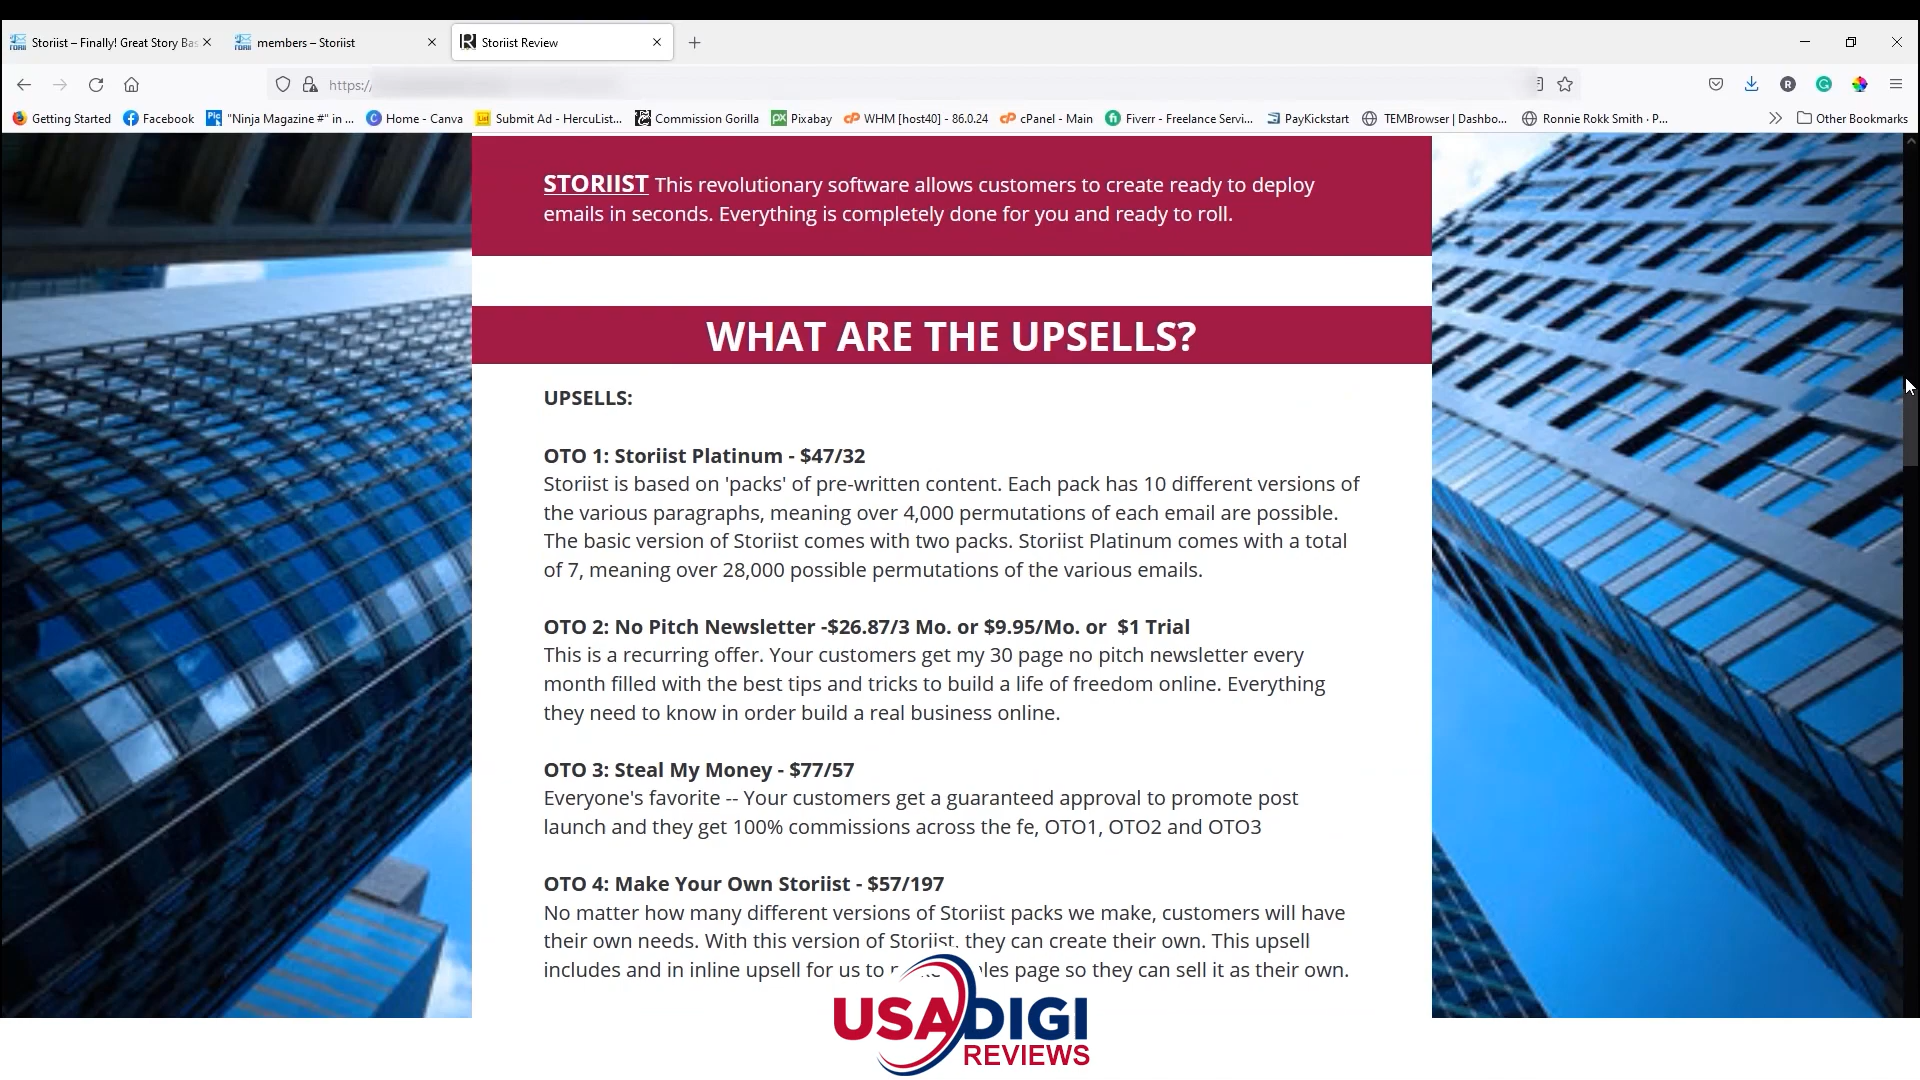 Storiist – Finally! Great Story Bas
members – Storiist
Storiist Review
https://
Getting Started
Facebook
"Ninja Magazine #" in ...
Home - Canva
Submit Ad - HercuList...
Commission Gorilla
Pixabay
WHM [host40] - 86.0.24
cPanel - Main
Fiverr - Freelance Servi...
PayKickstart
TEMBrowser | Dashbo...
Ronnie Rokk Smith · P...
Other Bookmarks
STORIIST This revolutionary software allows customers to create ready to deploy
emails in seconds. Everything is completely done for you and ready to roll.
WHAT ARE THE UPSELLS?
UPSELLS:
OTO 1: Storiist Platinum - $47/32
Storiist is based on 'packs' of pre-written content. Each pack has 10 different versions of
the various paragraphs, meaning over 4,000 permutations of each email are possible.
The basic version of Storiist comes with two packs. Storiist Platinum comes with a total
of 7, meaning over 28,000 possible permutations of the various emails.
OTO 2: No Pitch Newsletter -$26.87/3 Mo. or $9.95/Mo. or $1 Trial
This is a recurring offer. Your customers get my 30 page no pitch newsletter every
month filled with the best tips and tricks to build a life of freedom online. Everything
they need to know in order build a real business online.
OTO 3: Steal My Money - $77/57
Everyone's favorite -- Your customers get a guaranteed approval to promote post
launch and they get 100% commissions across the fe, OTO1, OTO2 and OTO3
OTO 4: Make Your Own Storiist - $57/197
No matter how many different versions of Storiist packs we make, customers will have
their own needs. With this version of Storiist, they can create their own. This upsell
includes and in inline upsell for us to page so they can sell it as their own.
USADIGI
REVIEWS